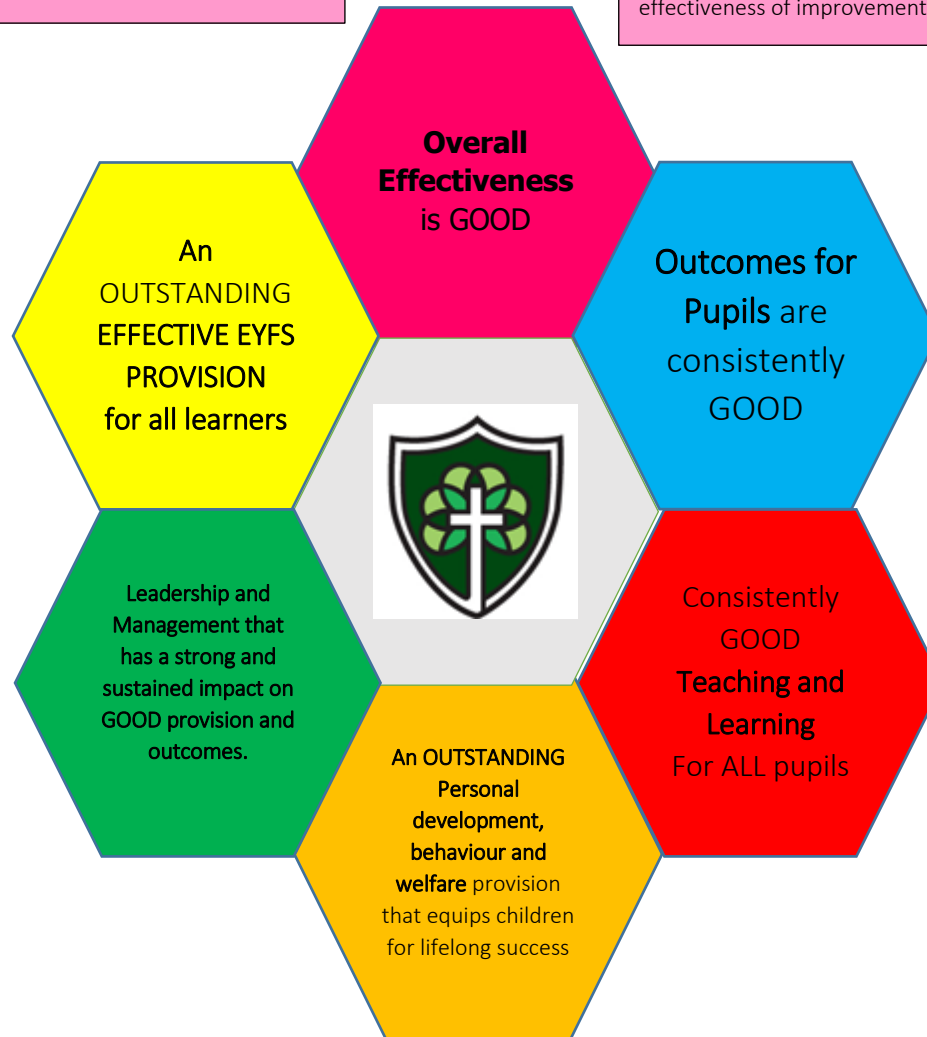 effectiveness of improvement
Overall
Effectiveness
is GOOD
An
OUTSTANDING
EFFECTIVE EYFS
PROVISION
for all learners
Outcomes for
Pupils are
consistently
GOOD
Leadership and
Management that
has a strong and
sustained impact on
GOOD provision and
outcomes.
Consistently
GOOD
Teaching and
Learning
For ALL pupils
An OUTSTANDING
Personal
development,
behaviour and
welfare provision
that equips children
for lifelong success